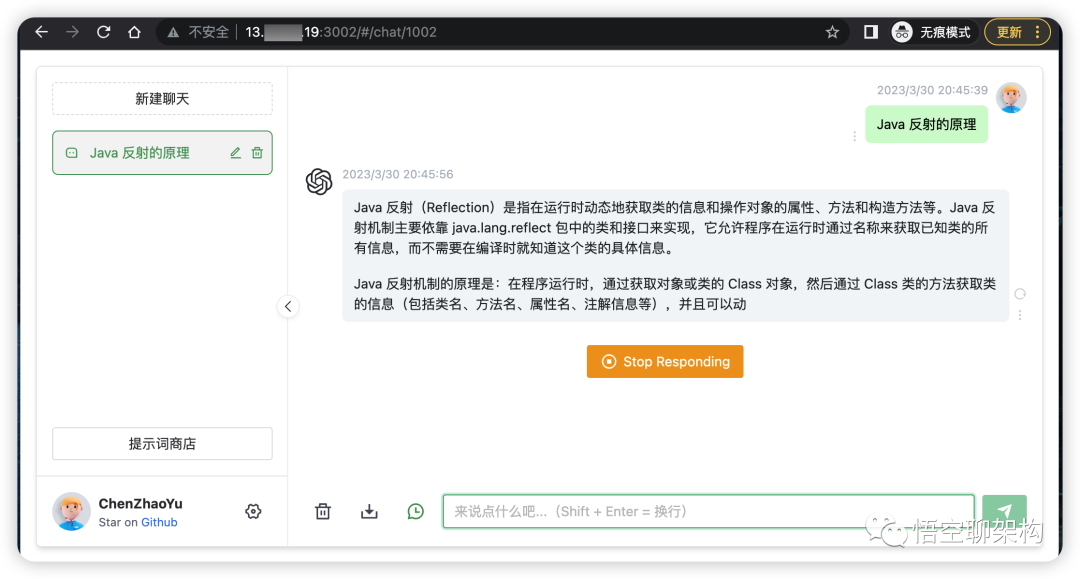 不安全 13. .19:3002/#/chat/1002 无痕模式 更新
新建聊天
Java 反射的原理
2023/3/30 20:45:39
Java 反射的原理
2023/3/30 20:45:56
Java 反射（Reflection）是指在运行时动态地获取类的信息和操作对象的属性、方法和构造方法等。Java 反
射机制主要依靠 java.lang.reflect 包中的类和接口来实现，它允许程序在运行时通过名称来获取已知类的所
有信息，而不需要在编译时就知道这个类的具体信息。
Java 反射机制的原理是：在程序运行时，通过获取对象或类的 Class 对象，然后通过 Class 类的方法获取类
的信息（包括类名、方法名、属性名、注解信息等），并且可以动
Stop Responding
提示词商店
ChenZhaoYu
Star on Github
来说点什么吧...（Shift + Enter = 换行）
悟空聊架构